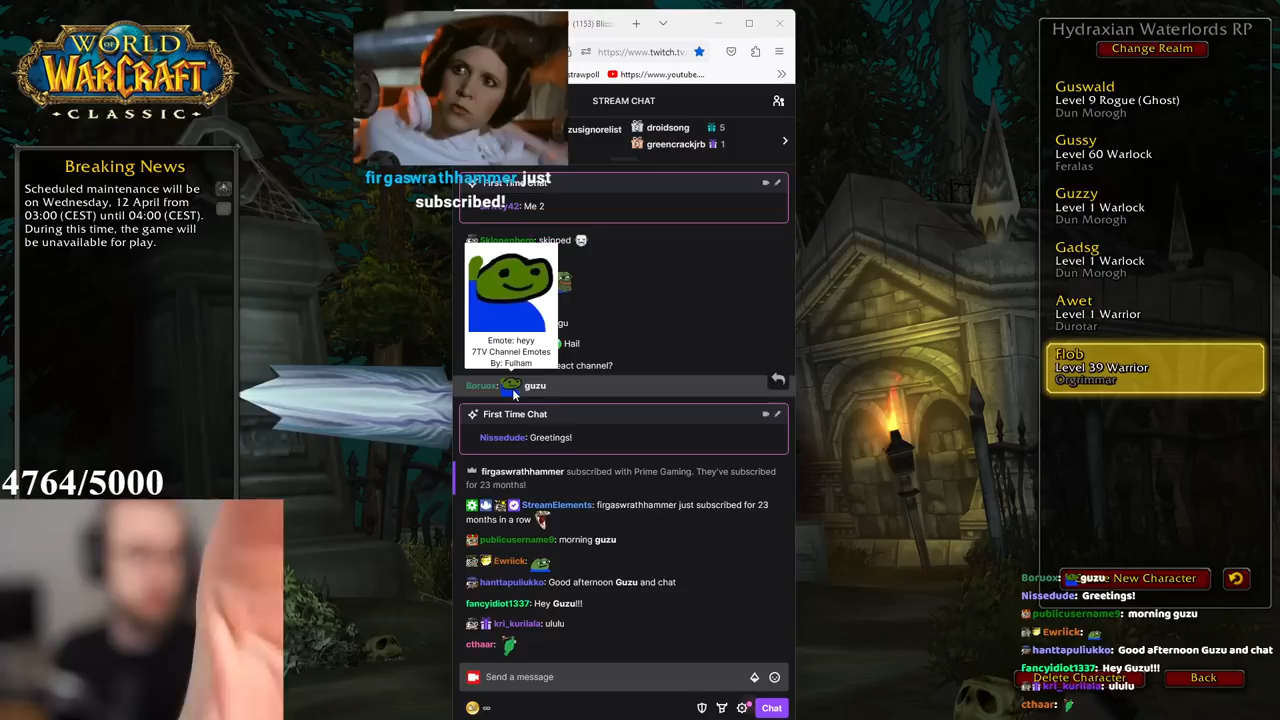 WORLD
OF
WARCRAFT
CLASSIC
Breaking News
Scheduled maintenance will be
on Wednesday, 12 April from
03:00 (CEST) until 04:00 (CEST).
During this time, the game will
be unavailable for play.
4764/5000
(1153) Blizz
https://www.twitch.tv
strawpoll
https://www.youtube....
STREAM CHAT
zusignorelist
droidsong 5
greencrackjrb 1
firgaswrathhammer just
subscribed!
First Time Chat
Me 2
Sklopenhern: skipped
gu
Hail!
eact channel?
Emote: heyy
7TV Channel Emotes
By: Fulham
Boruox: guzu
First Time Chat
Nissedude: Greetings!
firgaswrathhammer subscribed with Prime Gaming. They've subscribed
for 23 months!
StreamElements: firgaswrathhammer just subscribed for 23
months in a row
publicusername9: morning guzu
Ewriick:
hanttapuliukko: Good afternoon Guzu and chat
fancyidiot1337: Hey Guzu!!!
kri_kurilala: ululu
cthaar:
Send a message
∞
Chat
Hydraxian Waterlords RP
Change Realm
Guswald
Level 9 Rogue (Ghost)
Dun Morogh
Gussy
Level 60 Warlock
Feralas
Guzzy
Level 1 Warlock
Dun Morogh
Gadsg
Level 1 Warlock
Dun Morogh
Awet
Level 1 Warrior
Durotar
Flob
Level 39 Warrior
Orgrimmar
New Character
Boruox: guzu
Nissedude: Greetings!
publicusername9: morning guzu
Ewriick:
hanttapuliukko: Good afternoon Guzu and chat
fancyidiot1337: Hey Guzu!!!
Delete Character
Back
kri_kurilala: ululu
cthaar: